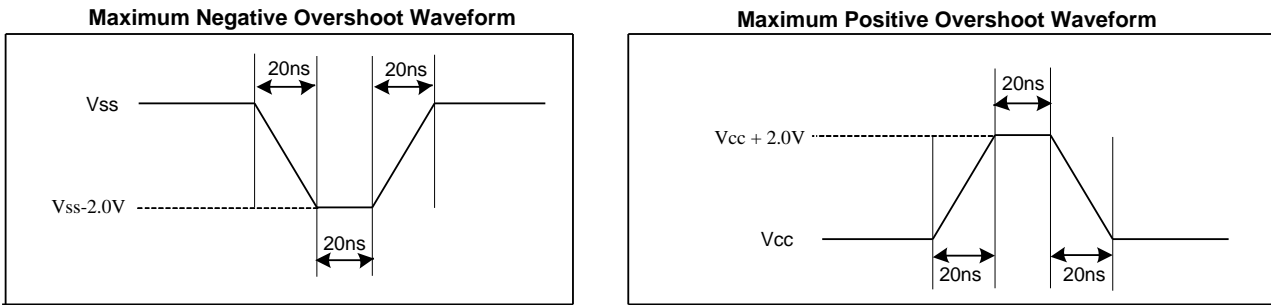 Maximum Negative Overshoot Waveform
20ns
20ns
Vss
Vss-2.0V
20ns
Maximum Positive Overshoot Waveform
20ns
Vcc + 2.0V
Vcc
20ns
20ns